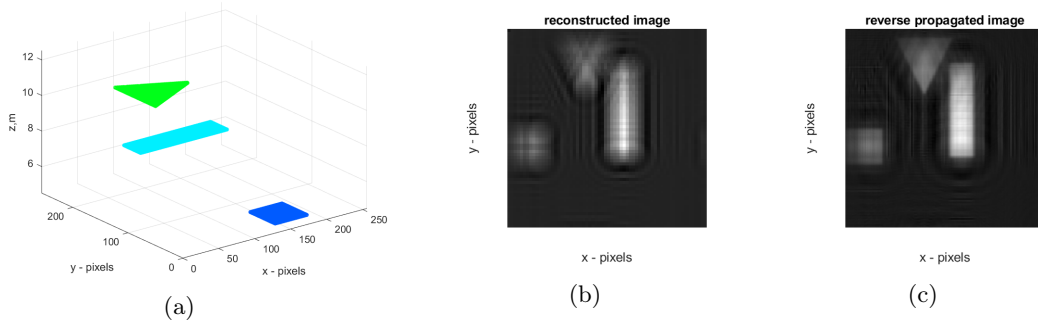 12
10
8
6
z,m
200
100
0
y - pixels
0
50
100
150
200
250
x - pixels
(a)
reconstructed image
y - pixels
x - pixels
(b)
reverse propagated image
y - pixels
x - pixels
(c)